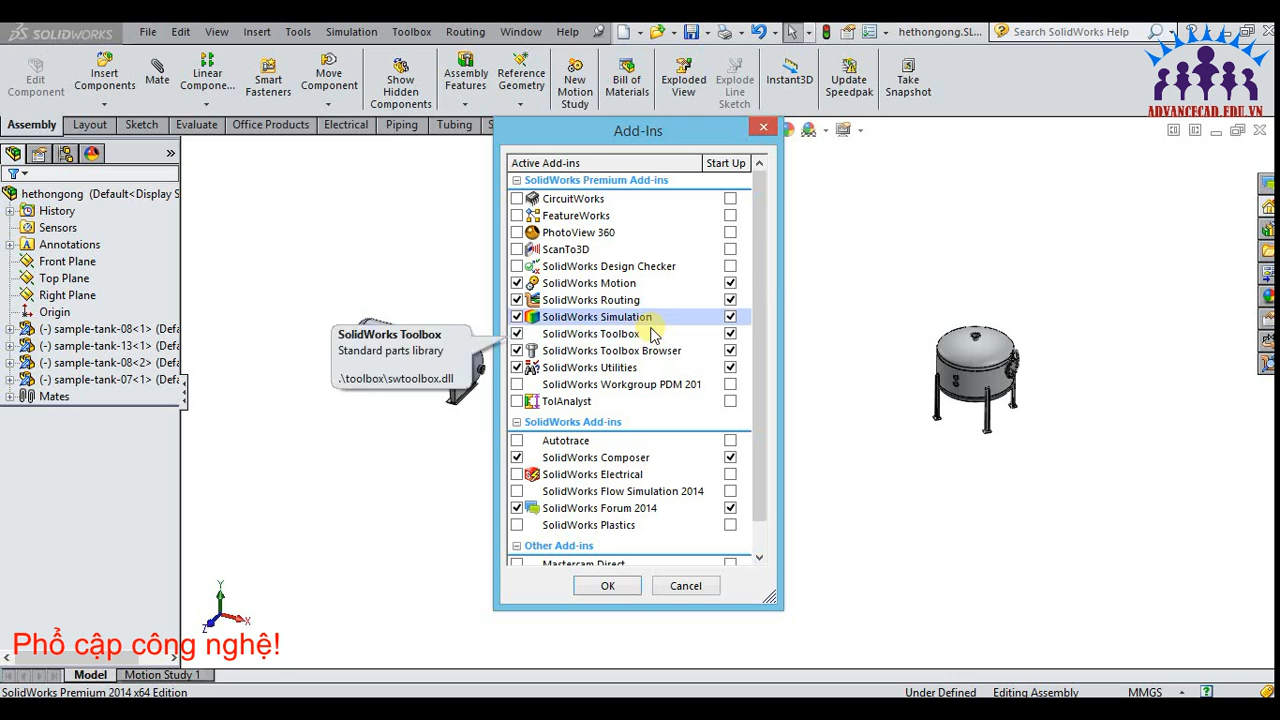 SOLIDWORKS
File Edit View Insert Tools Simulation Toolbox Routing Window Help
hethongong.SL...
Search SolidWorks Help
Edit Component
Insert Components
Mate
Linear Compone...
Smart Fasteners
Move Component
Show Hidden Components
Assembly Features
Reference Geometry
New Motion Study
Bill of Materials
Exploded View
Explode Line Sketch
Instant3D
Update Speedpak
Take Snapshot
ADVANCECAD.EDU.VN
Assembly Layout Sketch Evaluate Office Products Electrical Piping Tubing
hethongong (Default<Display S
History
Sensors
Annotations
Front Plane
Top Plane
Right Plane
Origin
(-) sample-tank-08<1> (Defa
(-) sample-tank-13<1> (Defa
(-) sample-tank-08<2> (Defa
(-) sample-tank-07<1> (Defa
Mates
SolidWorks Toolbox
Standard parts library
.\toolbox\swtoolbox.dll
Add-Ins
Active Add-ins Start Up
SolidWorks Premium Add-ins
CircuitWorks
FeatureWorks
PhotoView 360
ScanTo3D
SolidWorks Design Checker
SolidWorks Motion
SolidWorks Routing
SolidWorks Simulation
SolidWorks Toolbox
SolidWorks Toolbox Browser
SolidWorks Utilities
SolidWorks Workgroup PDM 201
TolAnalyst
SolidWorks Add-ins
Autotrace
SolidWorks Composer
SolidWorks Electrical
SolidWorks Flow Simulation 2014
SolidWorks Forum 2014
SolidWorks Plastics
Other Add-ins
Mastercam Direct
OK Cancel
Y
X
Z
Phổ cập công nghệ!
Model Motion Study 1
SolidWorks Premium 2014 x64 Edition
Under Defined Editing Assembly MMGS